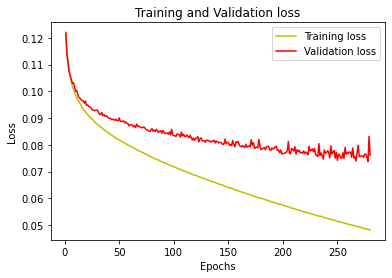 Training and Validation loss
Training loss
Validation loss
0.12
0.11
0.10
0.09
0.08
0.07
0.06
0.05
Loss
0 50 100 150 200 250
Epochs